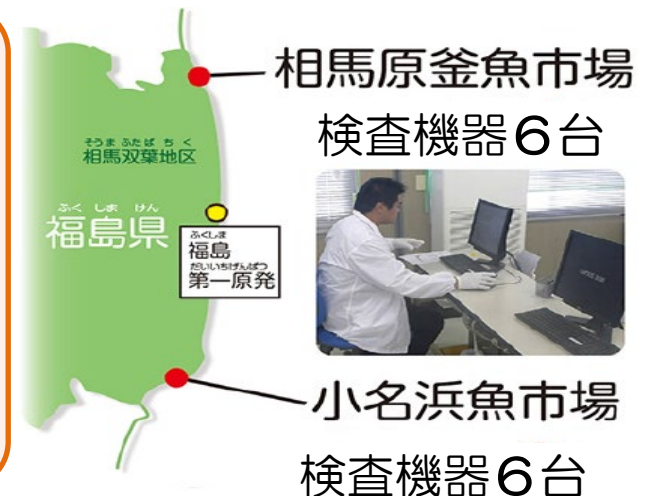 相馬原釜魚市場
検査機器６台
そうま ふたば ちく
相馬双葉地区
ふくしまけん
福島県
ふくしま
福島
だいいちげんぱつ
第一原発
小名浜魚市場
検査機器６台